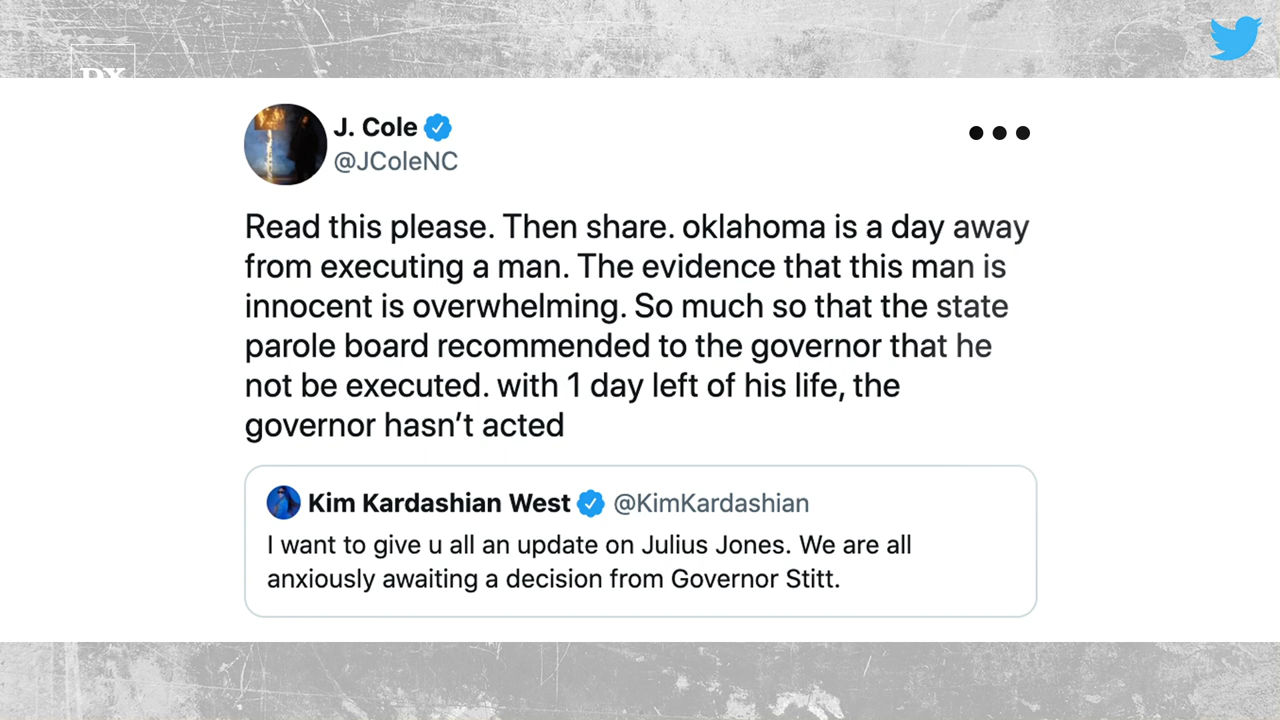 J. Cole
@JColeNC
Read this please. Then share. oklahoma is a day away
from executing a man. The evidence that this man is
innocent is overwhelming. So much so that the state
parole board recommended to the governor that he
not be executed. with 1 day left of his life, the
governor hasn’t acted
Kim Kardashian West @KimKardashian
I want to give u all an update on Julius Jones. We are all
anxiously awaiting a decision from Governor Stitt.